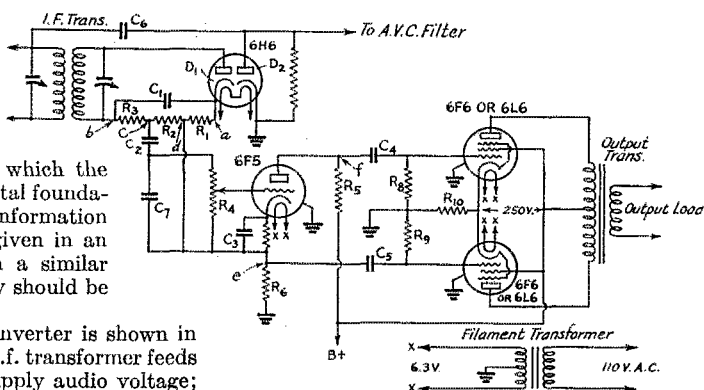 I.F. Trans.
C6
To A.V.C. Filter
6H6
D1
D2
C1
R3
R2
R1
b
c
d
a
C2
6F5
f
C4
6F6 OR 6L6
Output Trans.
C7
R4
R5
R8
R10
250V.
Output Load
C3
R9
e
C5
R6
6F6 OR 6L6
B+
Filament Transformer
X
6.3V.
110 V. A.C.
X
which the
tal founda-
nformation
given in an
a similar
y should be
nverter is shown in
.f. transformer feeds
pply audio voltage;